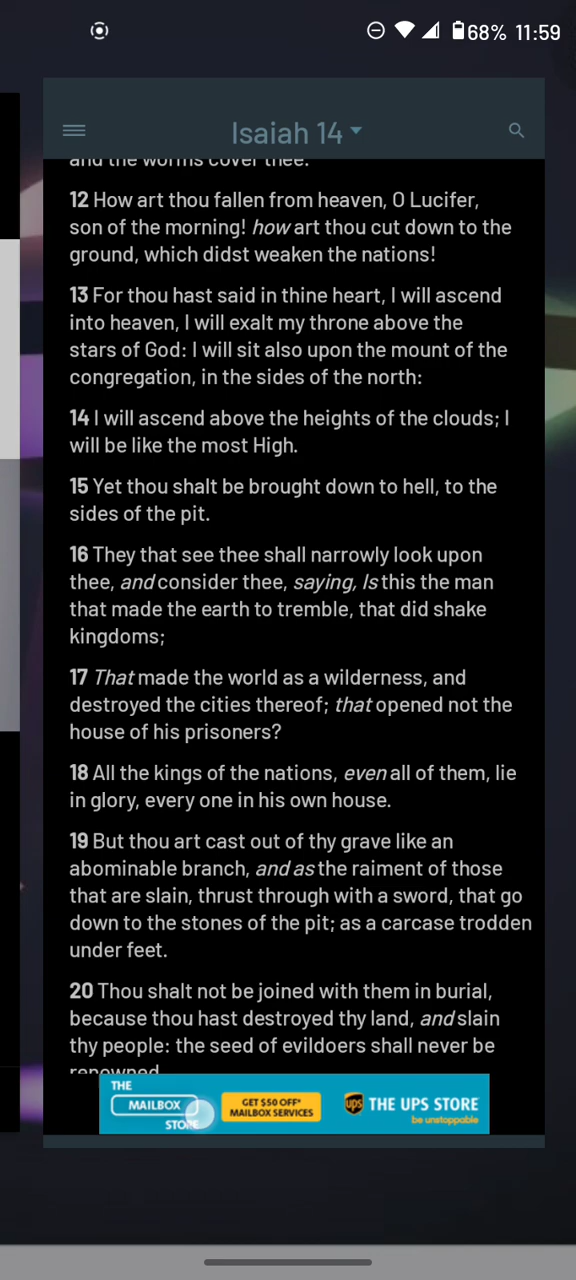 68% 11:59
Isaiah 14
and the worms cover thee.
12 How art thou fallen from heaven, O Lucifer,
son of the morning! how art thou cut down to the
ground, which didst weaken the nations!
13 For thou hast said in thine heart, I will ascend
into heaven, I will exalt my throne above the
stars of God: I will sit also upon the mount of the
congregation, in the sides of the north:
14 I will ascend above the heights of the clouds; I
will be like the most High.
15 Yet thou shalt be brought down to hell, to the
sides of the pit.
16 They that see thee shall narrowly look upon
thee, and consider thee, saying, Is this the man
that made the earth to tremble, that did shake
kingdoms;
17 That made the world as a wilderness, and
destroyed the cities thereof; that opened not the
house of his prisoners?
18 All the kings of the nations, even all of them, lie
in glory, every one in his own house.
19 But thou art cast out of thy grave like an
abominable branch, and as the raiment of those
that are slain, thrust through with a sword, that go
down to the stones of the pit; as a carcase trodden
under feet.
20 Thou shalt not be joined with them in burial,
because thou hast destroyed thy land, and slain
thy people: the seed of evildoers shall never be
renowned.
THE
MAILBOX
STORE
GET $50 OFF*
MAILBOX SERVICES
ups THE UPS STORE
be unstoppable